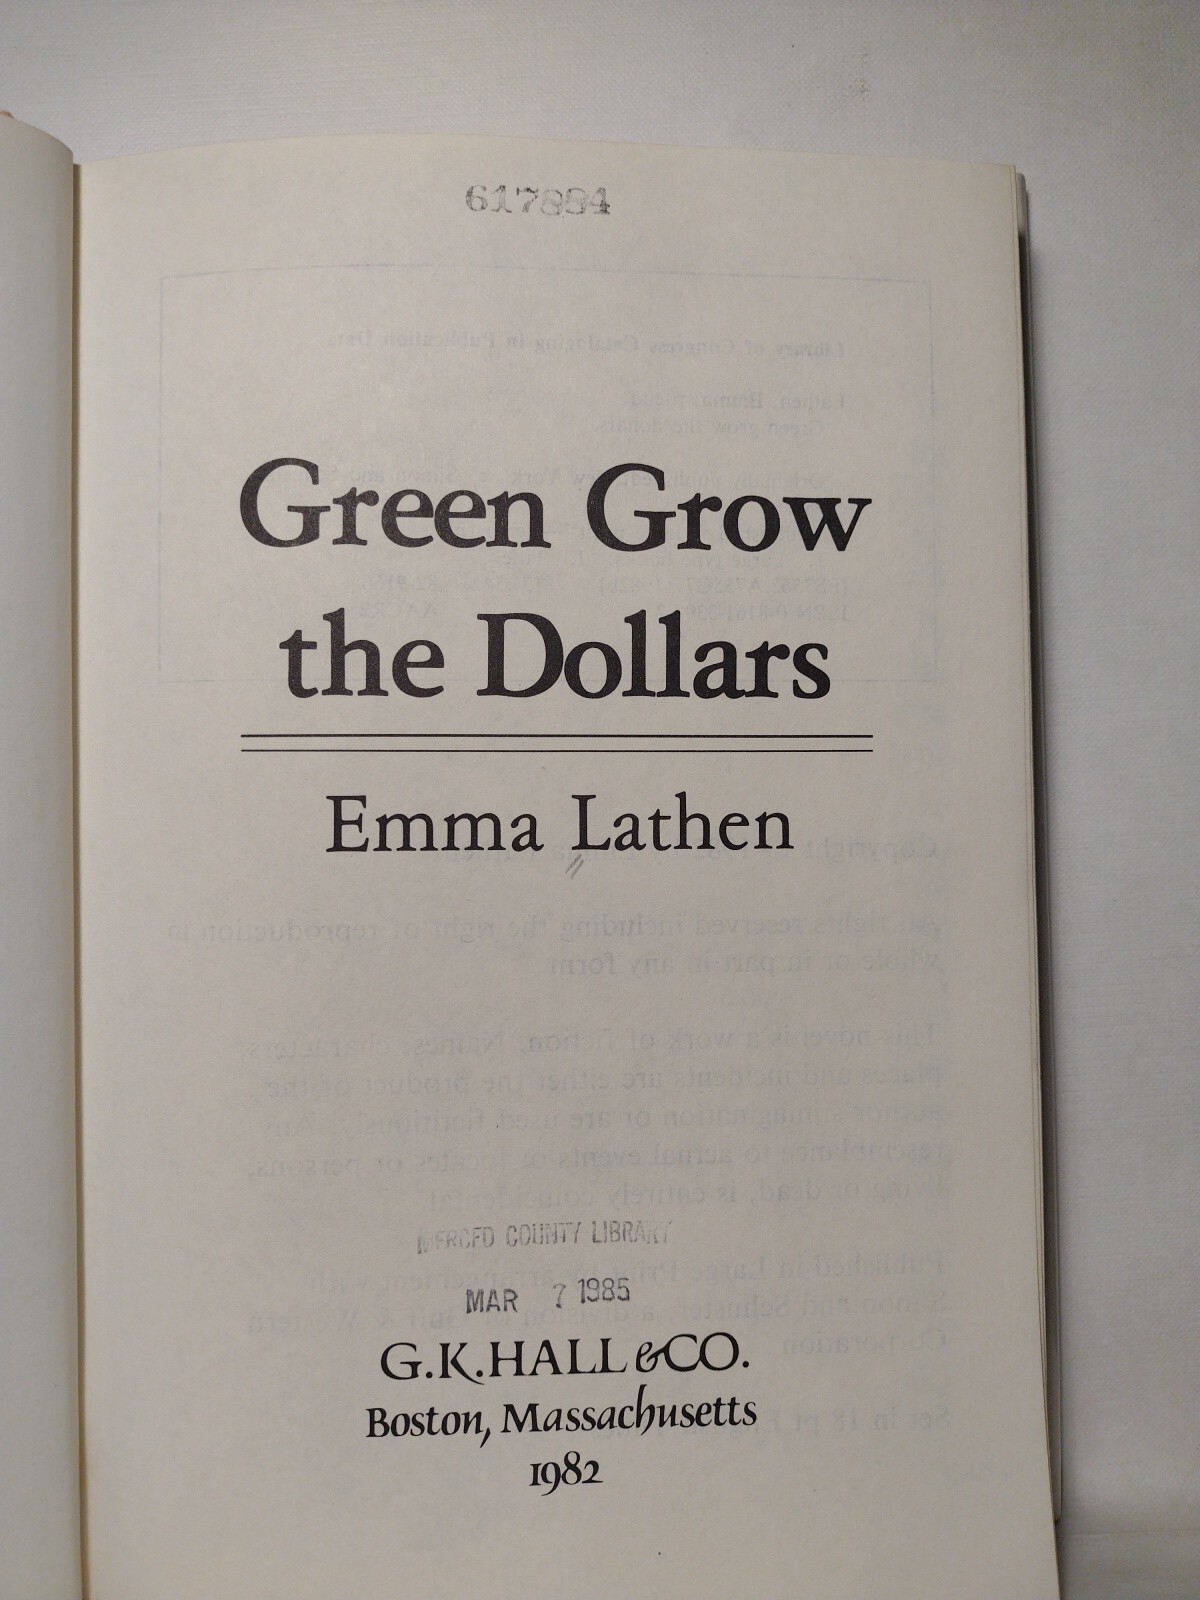 617884
Green Grow
the Dollars
Emma Lathen
MERCED COUNTY LIBRARY
MAR 7 1985
G.K.HALL &CO.
Boston, Massachusetts
1982